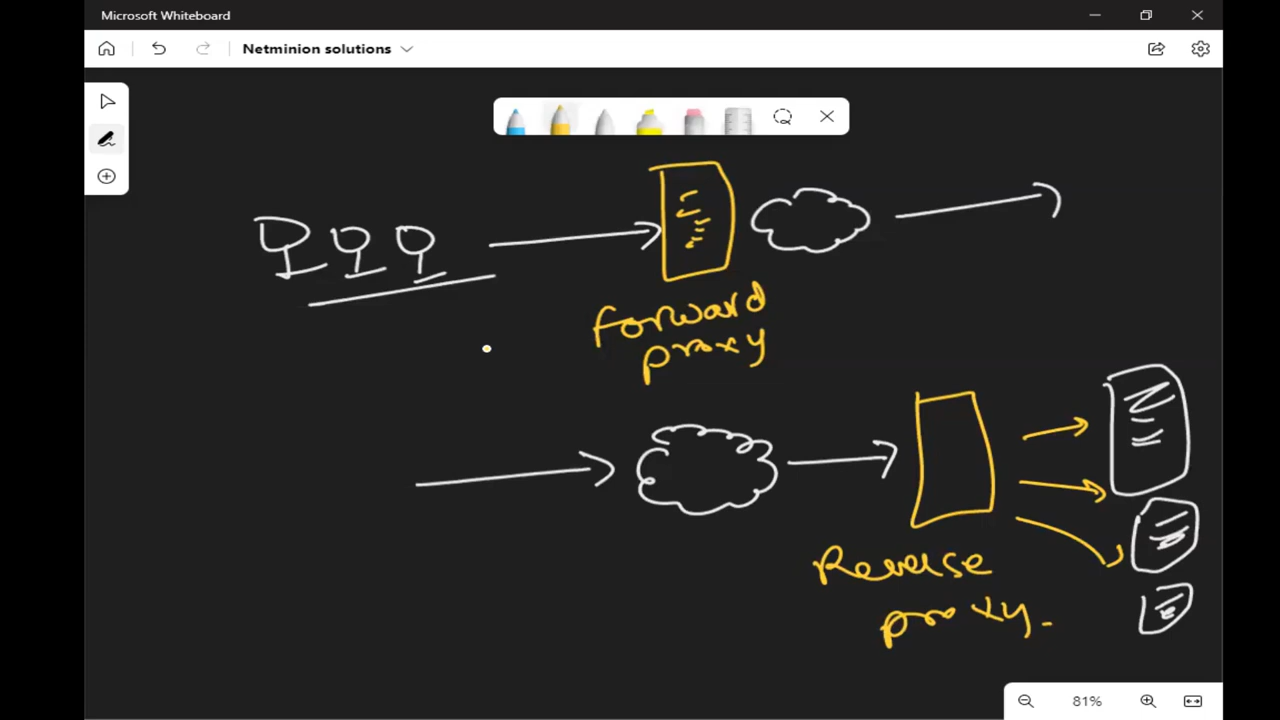 Microsoft Whiteboard
Netminion solutions
forward
proxy
Reverse
proxy.
81%